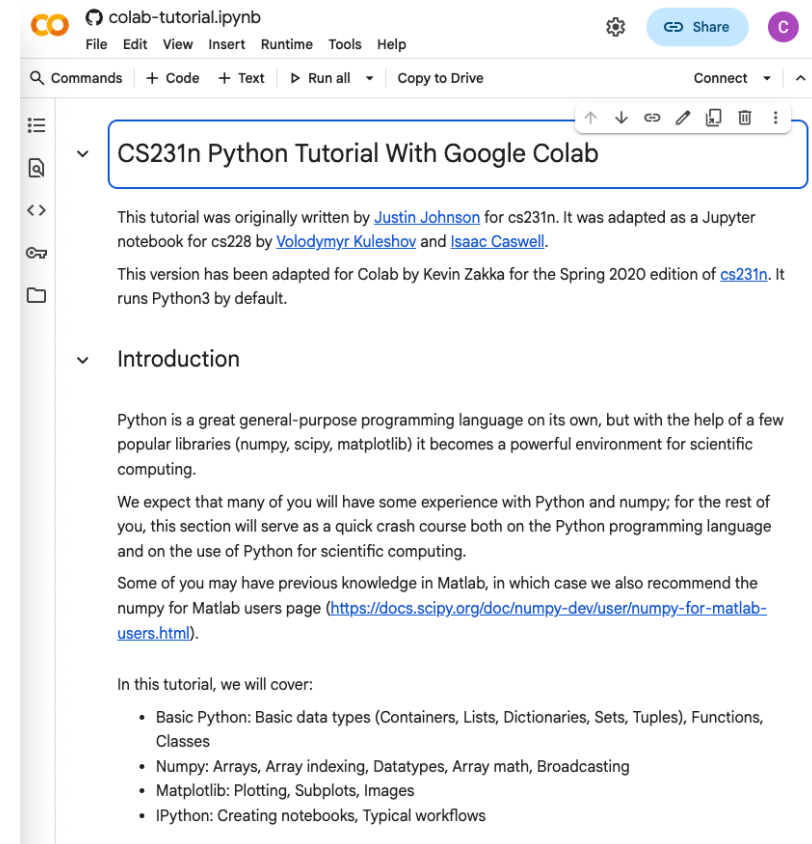 colab-tutorial.ipynb
File Edit View Insert Runtime Tools Help
Share
C
Commands + Code + Text Run all Copy to Drive Connect
CS231n Python Tutorial With Google Colab
This tutorial was originally written by Justin Johnson for cs231n. It was adapted as a Jupyter
notebook for cs228 by Volodymyr Kuleshov and Isaac Caswell.
This version has been adapted for Colab by Kevin Zakka for the Spring 2020 edition of cs231n. It
runs Python3 by default.
Introduction
Python is a great general-purpose programming language on its own, but with the help of a few
popular libraries (numpy, scipy, matplotlib) it becomes a powerful environment for scientific
computing.
We expect that many of you will have some experience with Python and numpy; for the rest of
you, this section will serve as a quick crash course both on the Python programming language
and on the use of Python for scientific computing.
Some of you may have previous knowledge in Matlab, in which case we also recommend the
numpy for Matlab users page (https://docs.scipy.org/doc/numpy-dev/user/numpy-for-matlab-
users.html).
In this tutorial, we will cover:
• Basic Python: Basic data types (Containers, Lists, Dictionaries, Sets, Tuples), Functions,
Classes
• Numpy: Arrays, Array indexing, Datatypes, Array math, Broadcasting
• Matplotlib: Plotting, Subplots, Images
• IPython: Creating notebooks, Typical workflows